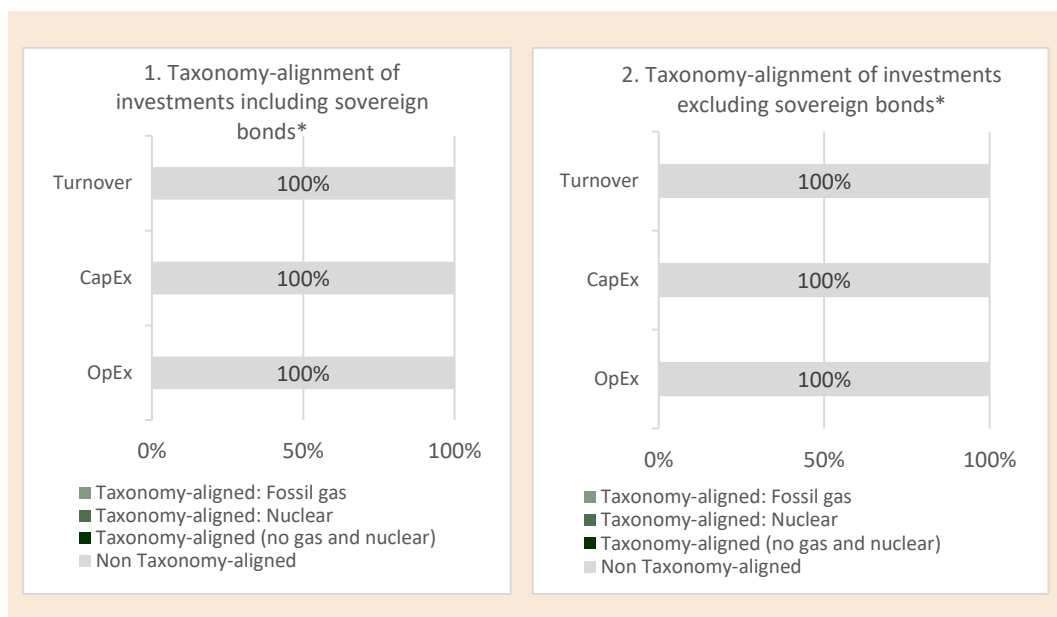 1. Taxonomy-alignment of
investments including sovereign
bonds*
Turnover
100%
CapEx
100%
OpEx
100%
0%
50%
100%
Taxonomy-aligned: Fossil gas
Taxonomy-aligned: Nuclear
Taxonomy-aligned (no gas and nuclear)
Non Taxonomy-aligned
2. Taxonomy-alignment of investments
excluding sovereign bonds*
Turnover
100%
CapEx
100%
OpEx
100%
0%
50%
100%
Taxonomy-aligned: Fossil gas
Taxonomy-aligned: Nuclear
Taxonomy-aligned (no gas and nuclear)
Non Taxonomy-aligned